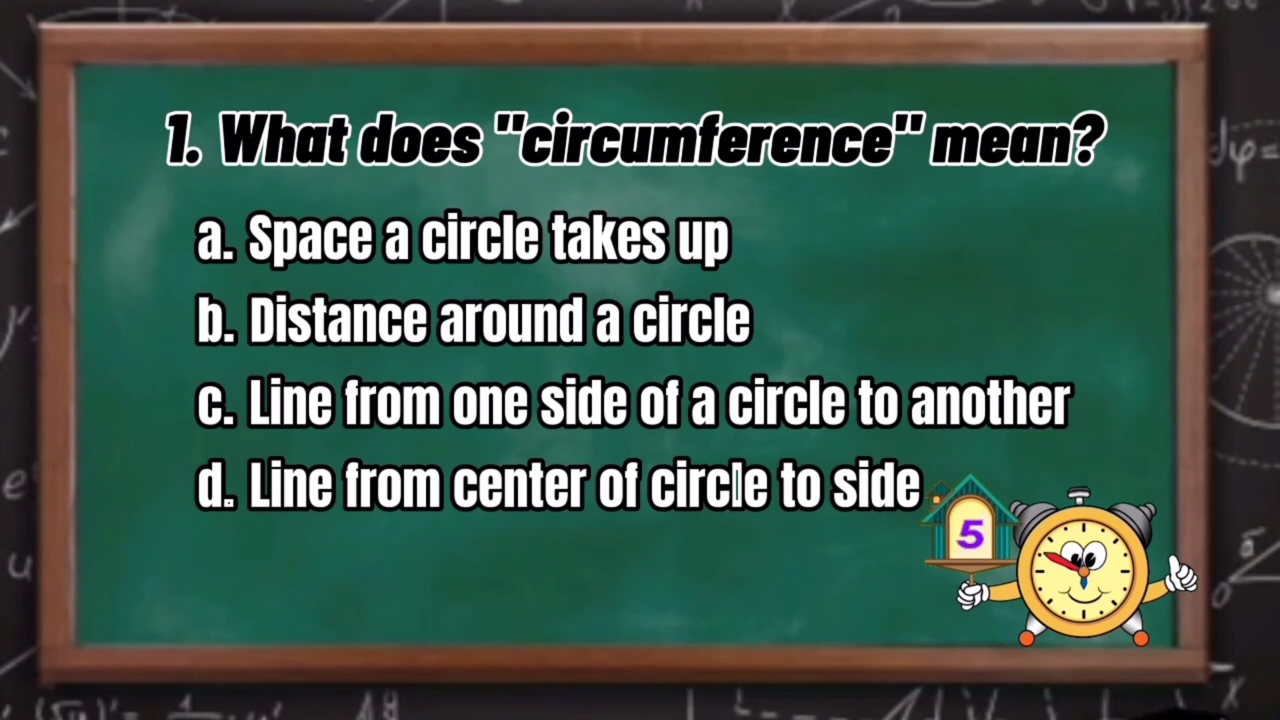 1. What does "circumference" mean?
a. Space a circle takes up
b. Distance around a circle
c. Line from one side of a circle to another
d. Line from center of circle to side
5